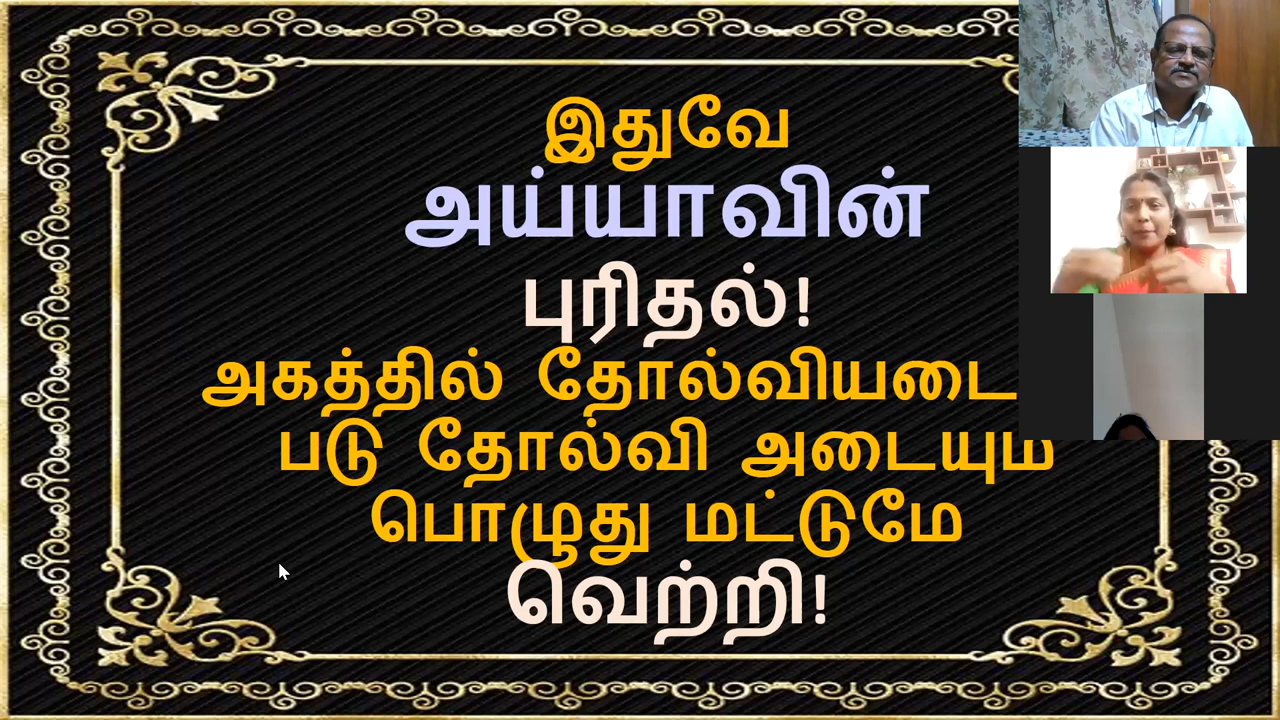 இதுவே
அய்யாவின்
புரிதல்!
அகத்தில் தோல்வியடை
படு தோல்வி அடையும்
பொழுது மட்டுமே
வெற்றி!